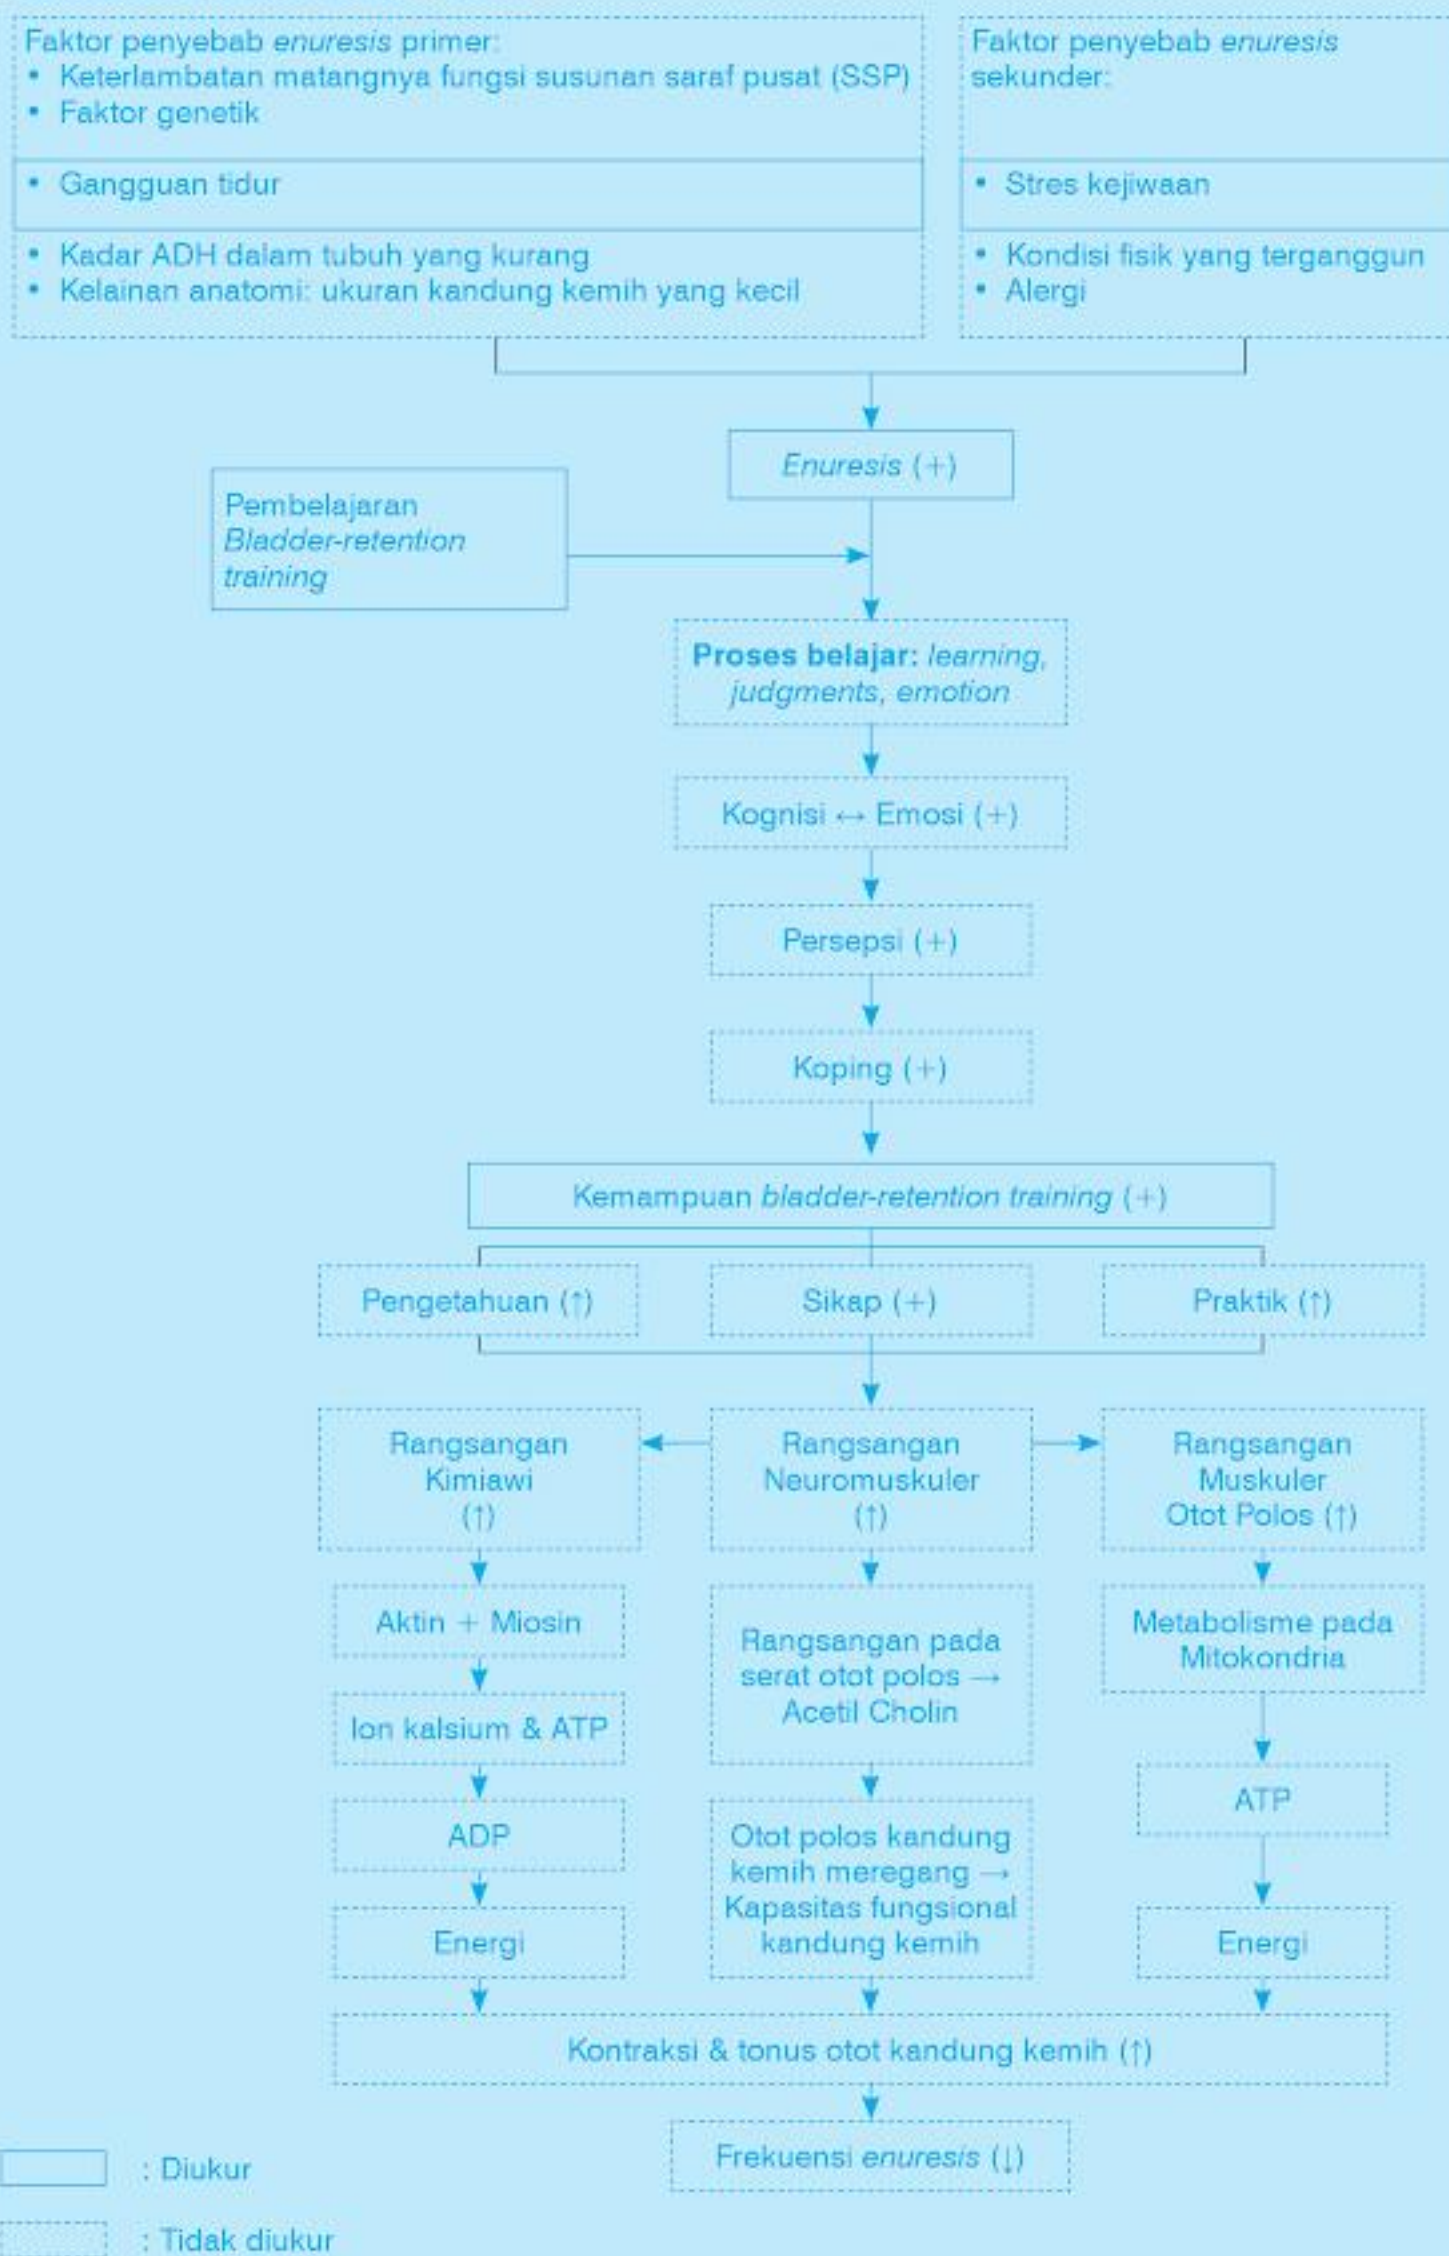 Faktor penyebab enuresis primer:
• Keterlambatan matangnya fungsi susunan saraf pusat (SSP)
• Faktor genetik
• Gangguan tidur
• Kadar ADH dalam tubuh yang kurang
• Kelainan anatomi: ukuran kandung kemih yang kecil
Faktor penyebab enuresis
sekunder:
• Stres kejiwaan
• Kondisi fisik yang terganggun
• Alergi
Enuresis (+)
Pembelajaran
Bladder-retention
training
Proses belajar: learning,
judgments, emotion
Kognisi ↔ Emosi (+)
Persepsi (+)
Koping (+)
Kemampuan bladder-retention training (+)
Pengetahuan (↑)
Sikap (+)
Praktik (↑)
Rangsangan
Kimiawi
(↑)
Rangsangan
Neuromuskuler
(↑)
Rangsangan
Muskuler
Otot Polos (↑)
Aktin + Miosin
Ion kalsium & ATP
ADP
Energi
Rangsangan pada
serat otot polos →
Acetil Cholin
Otot polos kandung
kemih meregang →
Kapasitas fungsional
kandung kemih
Metabolisme pada
Mitokondria
ATP
Energi
Kontraksi & tonus otot kandung kemih (↑)
Frekuensi enuresis (↓)
: Diukur
: Tidak diukur